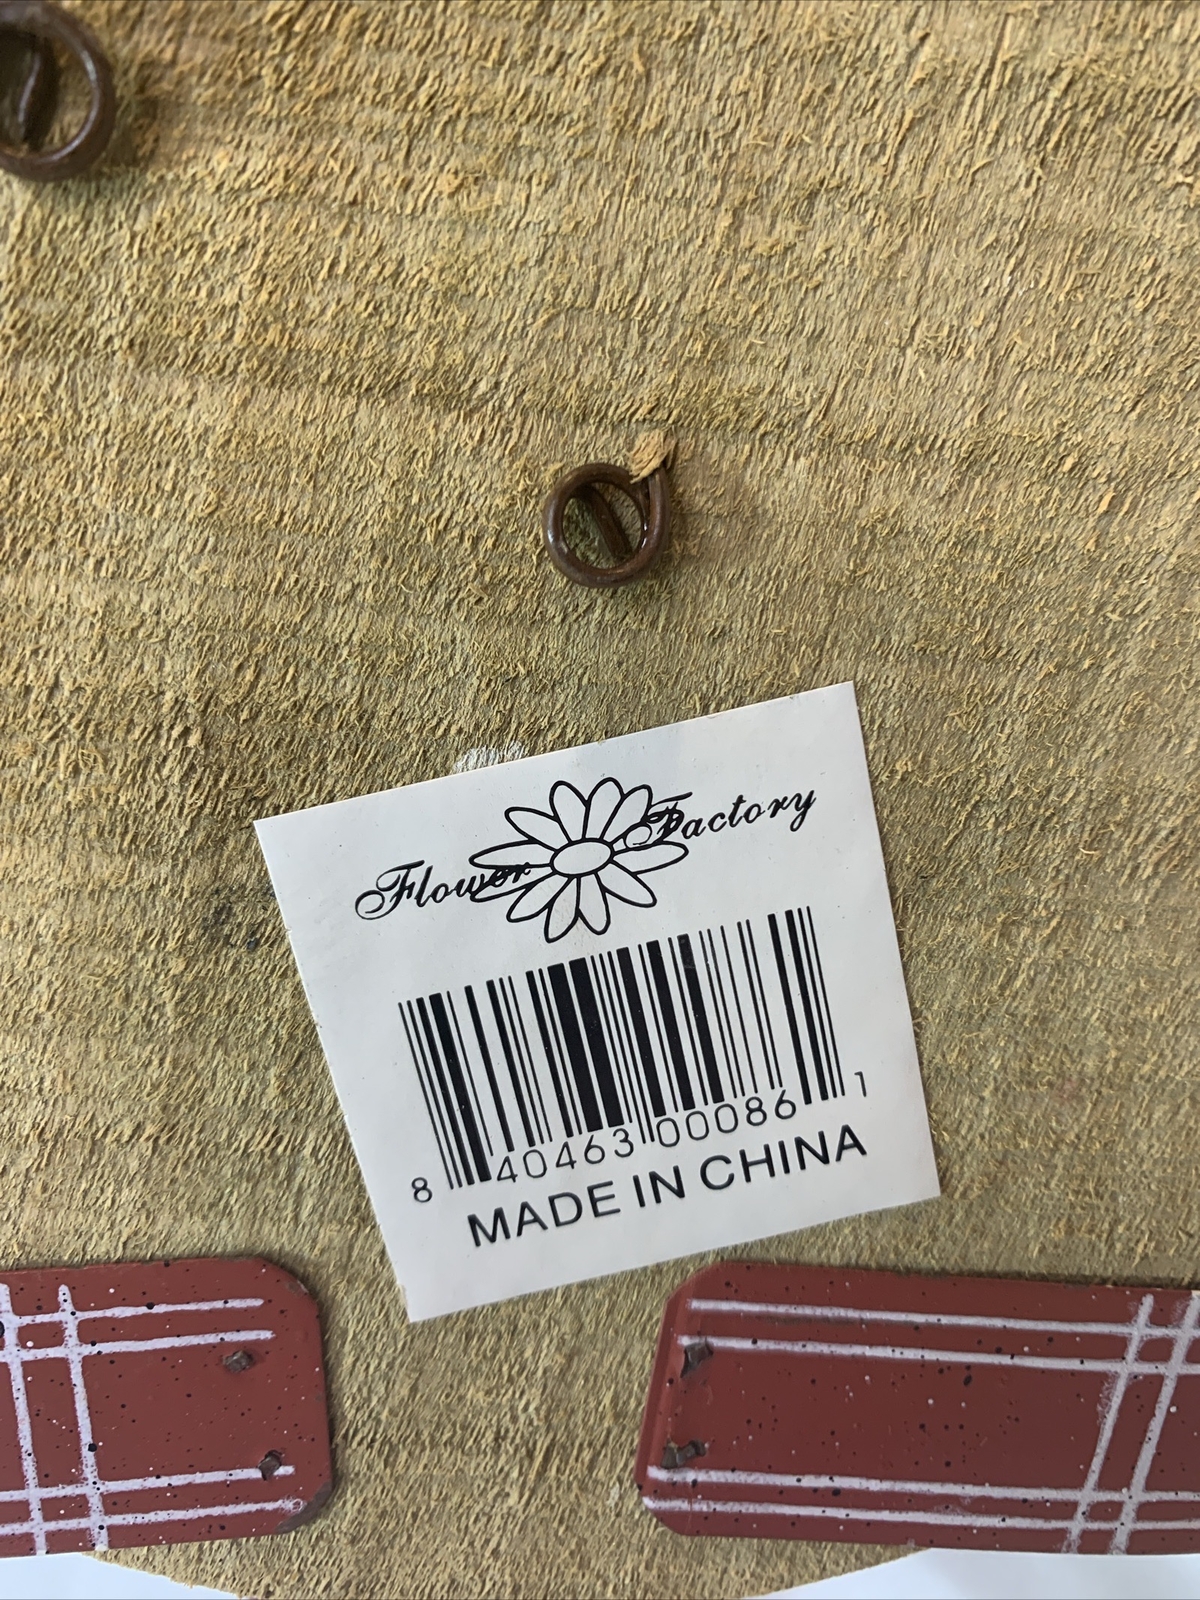 Flower Factory
8 40463 00086 1
MADE IN CHINA